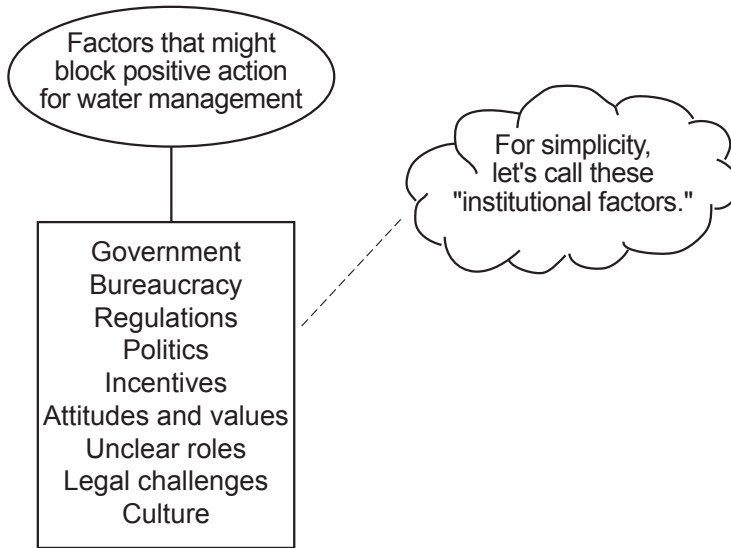 Factors that might
block positive action
for water management
For simplicity,
let's call these
"institutional factors."
Government
Bureaucracy
Regulations
Politics
Incentives
Attitudes and values
Unclear roles
Legal challenges
Culture